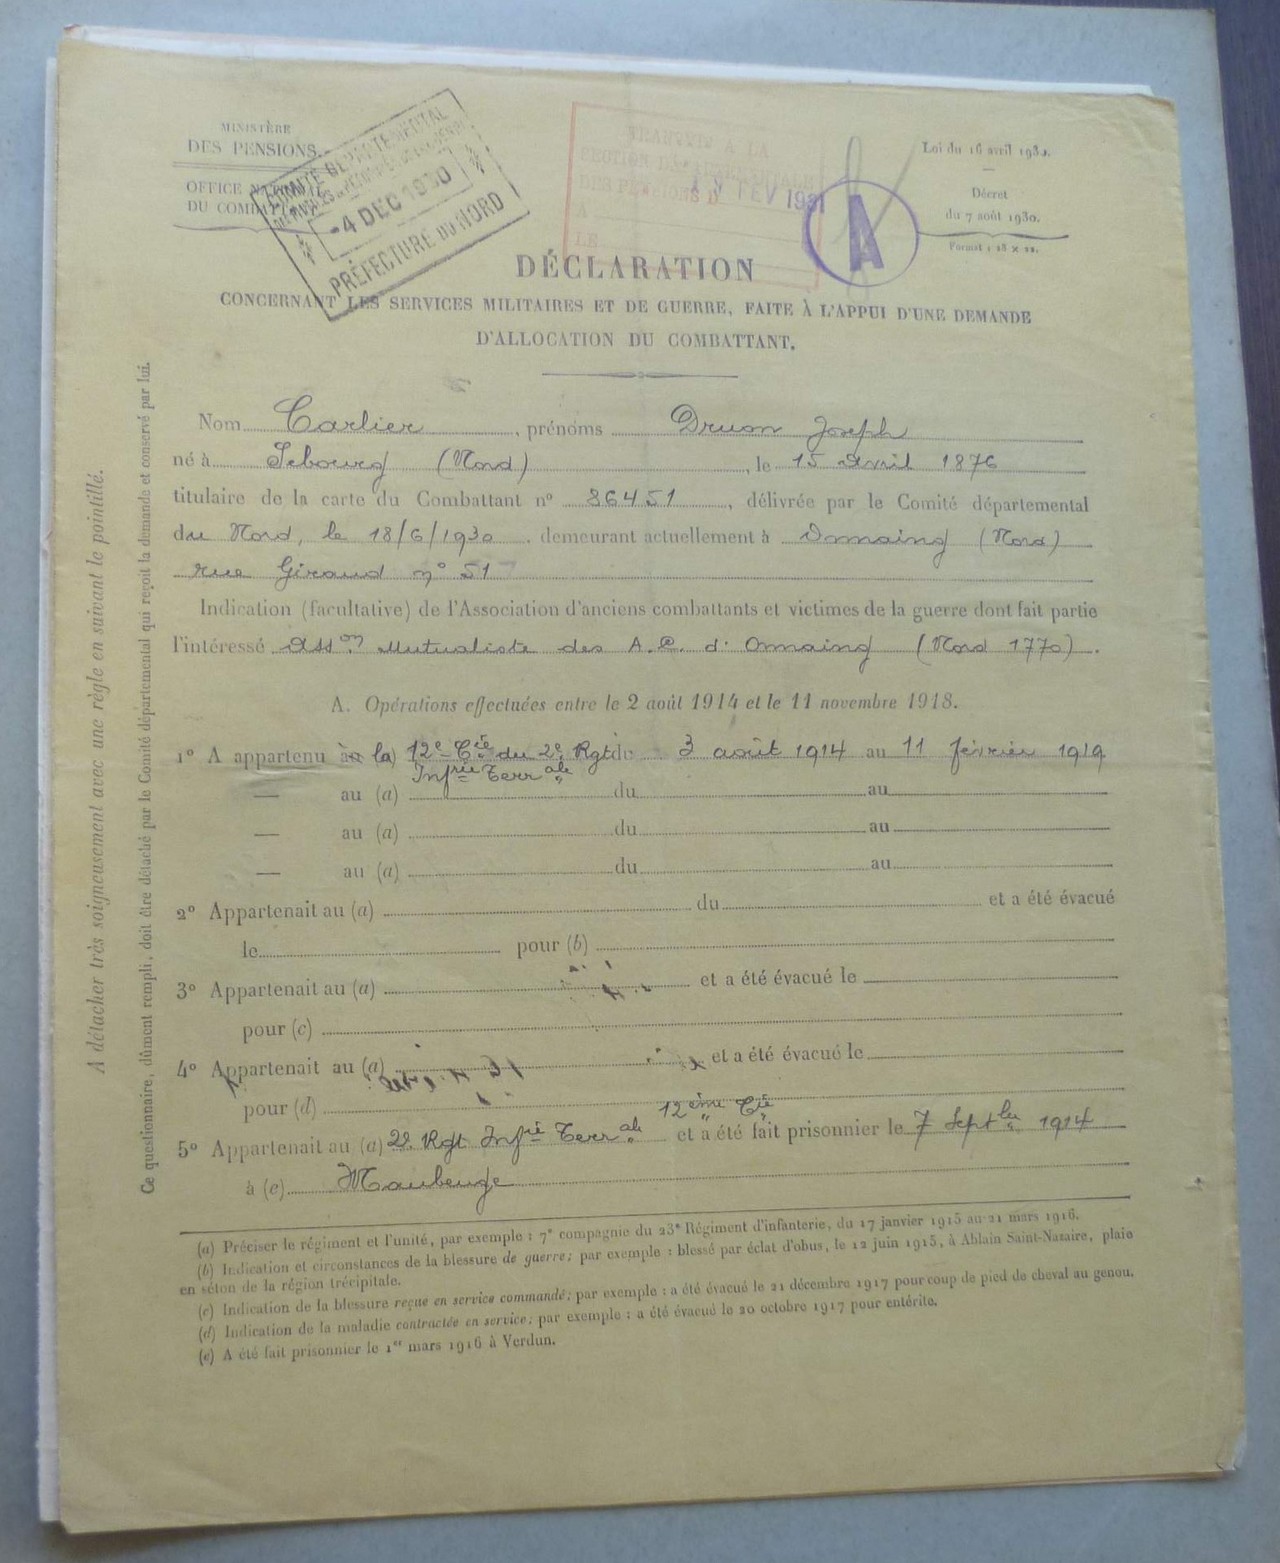 MINISTÈRE
DES PENSIONS
OFFICE NATIONAL
DU COMBATTANT
COMITÉ DÉPARTEMENTAL
-4 DEC 1930
PRÉFECTURE DU NORD
TRANSMIS A LA
SECTION DÉPARTEMENTALE
DES PENSIONS D
FEV 1931
A
LE
A
Loi du 16 avril 1930.
Décret
du 7 août 1930.
Format : 28 × 22.
DÉCLARATION
CONCERNANT LES SERVICES MILITAIRES ET DE GUERRE, FAITE À L'APPUI D'UNE DEMANDE
D'ALLOCATION DU COMBATTANT.
Nom Carlier, prénoms Druon Joseph
né à Sebourg (Nord), le 15 avril 1876
titulaire de la carte du Combattant n° 86451, délivrée par le Comité départemental
du Nord, le 18/6/1930. demeurant actuellement à Onnaing (Nord)
rue Giraud n° 51
Indication (facultative) de l'Association d'anciens combattants et victimes de la guerre dont fait partie
l'intéressé Asson Mutualiste des A.C. d'Onnaing (Nord 1770).
A. Opérations effectuées entre le 2 août 1914 et le 11 novembre 1918.
1° A appartenu à la) 12e Cie du 2e Rgt de 3 août 1914 au 11 février 1919
Infrie Terrale
— au (a) du au
— au (a) du au
— au (a) du au
2° Appartenait au (a) du et a été évacué
le pour (b)
3° Appartenait au (a) et a été évacué le
pour (c)
4° Appartenait au (a) et a été évacué le
pour (d)
12ème Cie
5° Appartenait au (a) 2e Rgt Infrie Terrale et a été fait prisonnier le 7 Septbre 1914
à (e) Maubeuge
(a) Préciser le régiment et l'unité, par exemple : 7e compagnie du 23e Régiment d'infanterie, du 17 janvier 1915 au 21 mars 1916.
(b) Indication et circonstances de la blessure de guerre; par exemple : blessé par éclat d'obus, le 12 juin 1915, à Ablain Saint-Nazaire, plaie
en séton de la région trécipitale.
(c) Indication de la blessure reçue en service commandé; par exemple : a été évacué le 21 décembre 1917 pour coup de pied de cheval au genou.
(d) Indication de la maladie contractée en service; par exemple : a été évacué le 20 octobre 1917 pour entérite.
(e) A été fait prisonnier le 1er mars 1916 à Verdun.
A détacher très soigneusement avec une règle en suivant le pointillé.
Ce questionnaire, dûment rempli, doit être détaché par le Comité départemental qui reçoit la demande et conservé par lui.